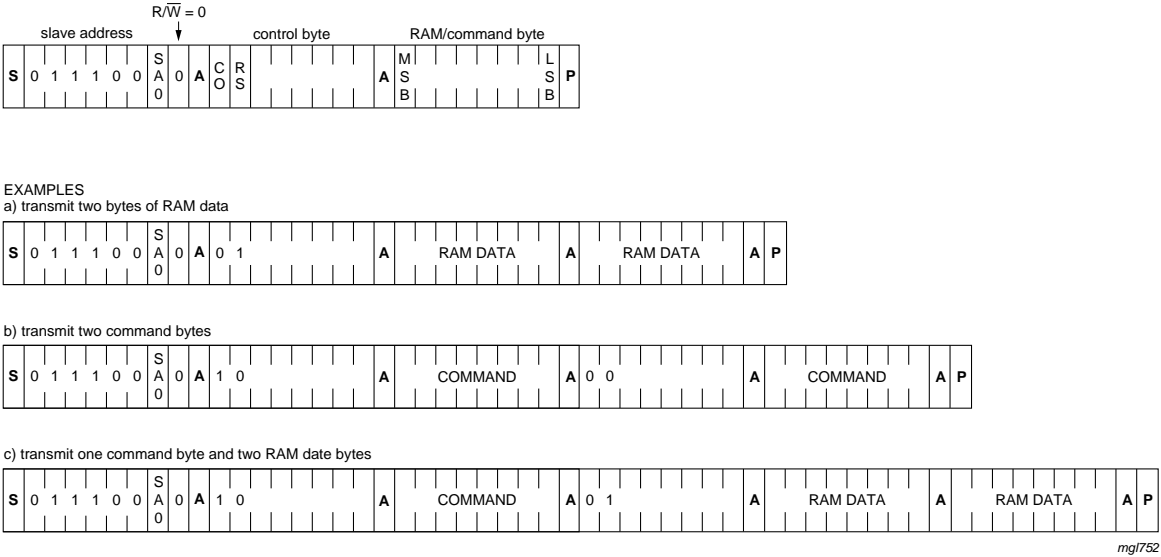 R/W̅ = 0
slave address control byte RAM/command byte
S 0 1 1 1 0 0 SA0 0 A CO RS A MSB LSB P
EXAMPLES
a) transmit two bytes of RAM data
S 0 1 1 1 0 0 SA0 0 A 0 1 A RAM DATA A RAM DATA A P
b) transmit two command bytes
S 0 1 1 1 0 0 SA0 0 A 1 0 A COMMAND A 0 0 A COMMAND A P
c) transmit one command byte and two RAM date bytes
S 0 1 1 1 0 0 SA0 0 A 1 0 A COMMAND A 0 1 A RAM DATA A RAM DATA A P
mgl752